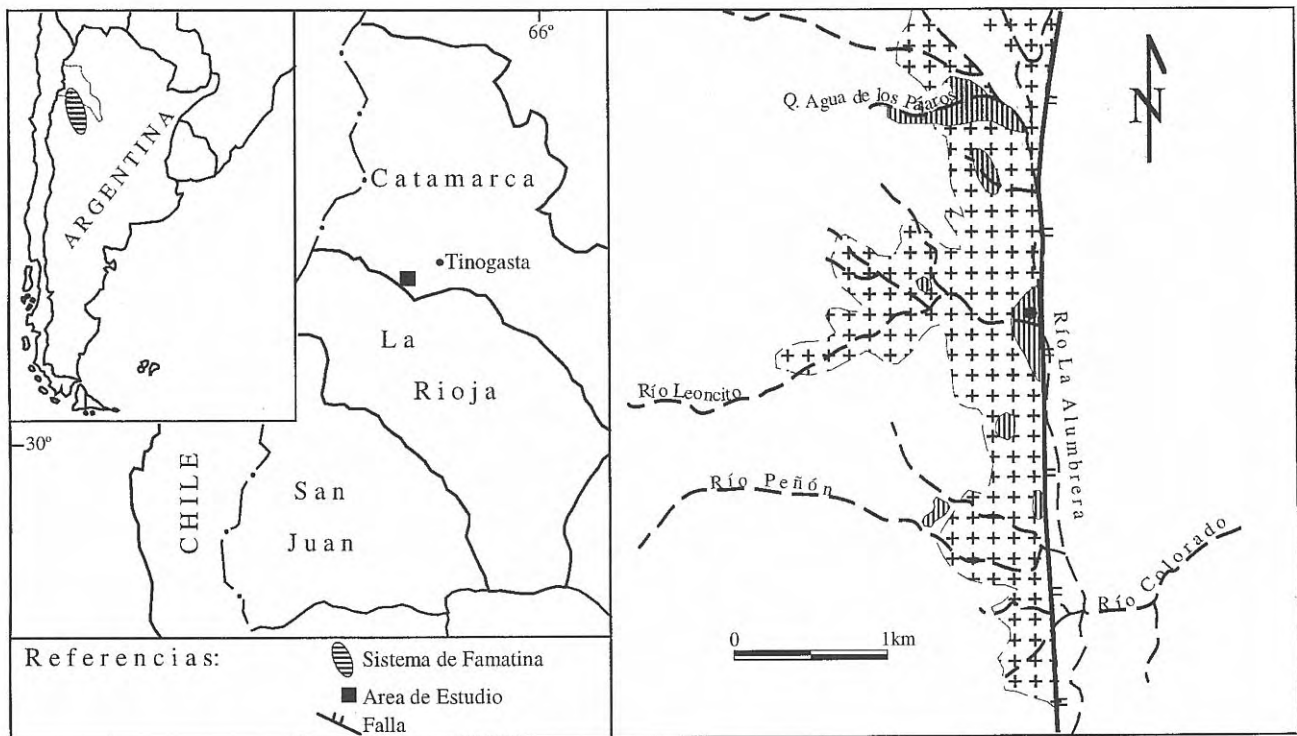 66º
ARGENTINA
Catamarca
Tinogasta
La
Rioja
30º
CHILE
San
Juan
Referencias:
Sistema de Famatina
Area de Estudio
Falla
N
Q. Agua de los Pájaros
Río La Alumbrera
Río Leoncito
Río Peñón
Río Colorado
0 1km